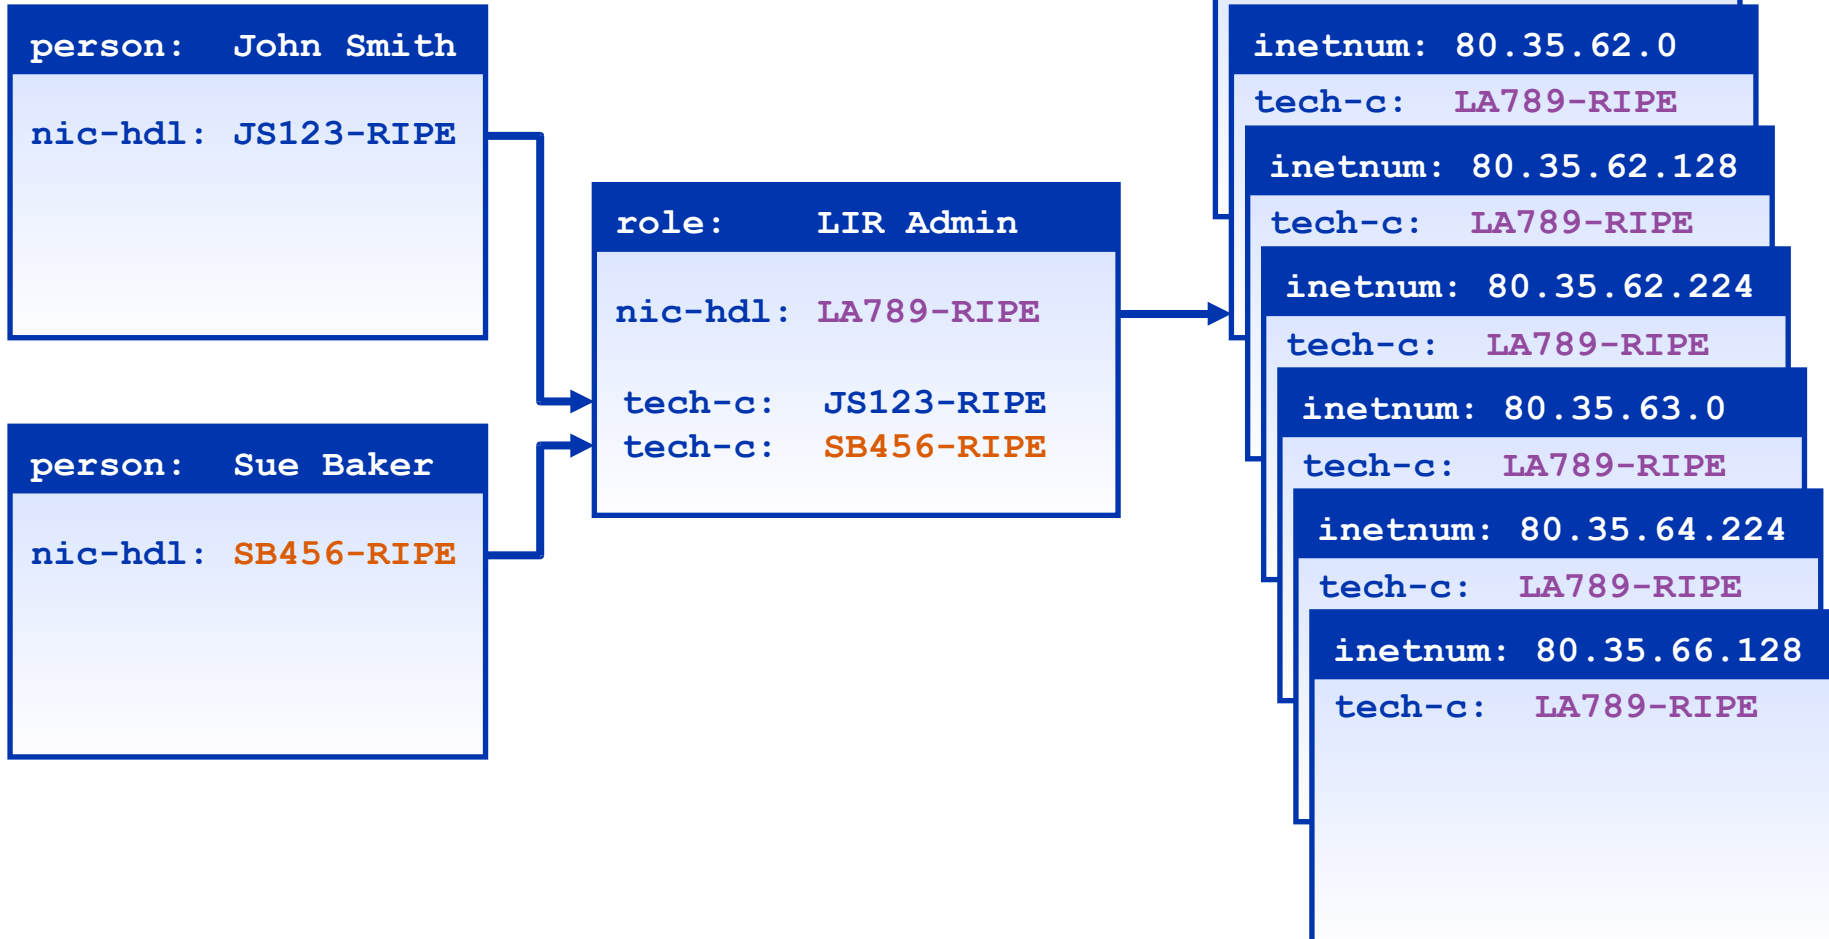 person: John Smith
nic-hdl: JS123-RIPE
person: Sue Baker
nic-hdl: SB456-RIPE
role: LIR Admin
nic-hdl: LA789-RIPE
tech-c: JS123-RIPE
tech-c: SB456-RIPE
inetnum: 80.35.62.0
tech-c: LA789-RIPE
inetnum: 80.35.62.128
tech-c: LA789-RIPE
inetnum: 80.35.62.224
tech-c: LA789-RIPE
inetnum: 80.35.63.0
tech-c: LA789-RIPE
inetnum: 80.35.64.224
tech-c: LA789-RIPE
inetnum: 80.35.66.128
tech-c: LA789-RIPE